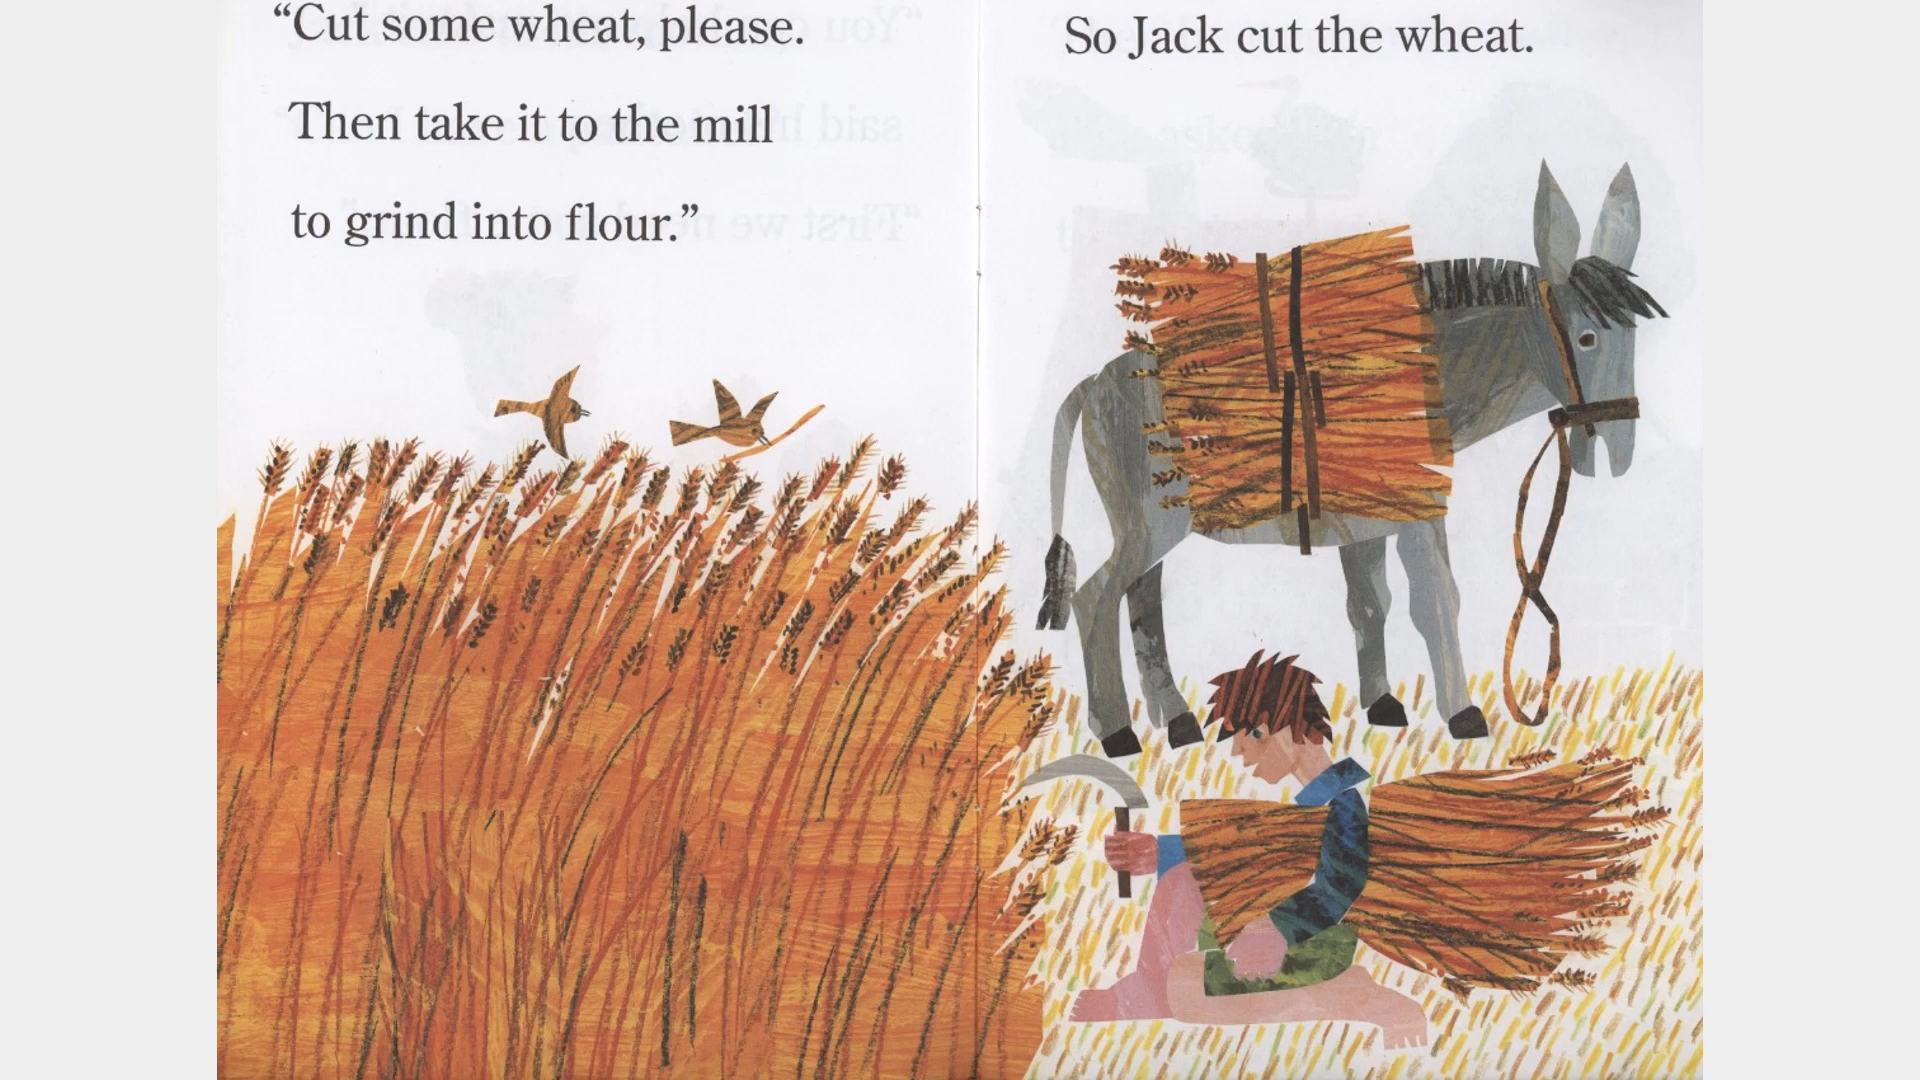 “Cut some wheat, please.
Then take it to the mill
to grind into flour.”
So Jack cut the wheat.